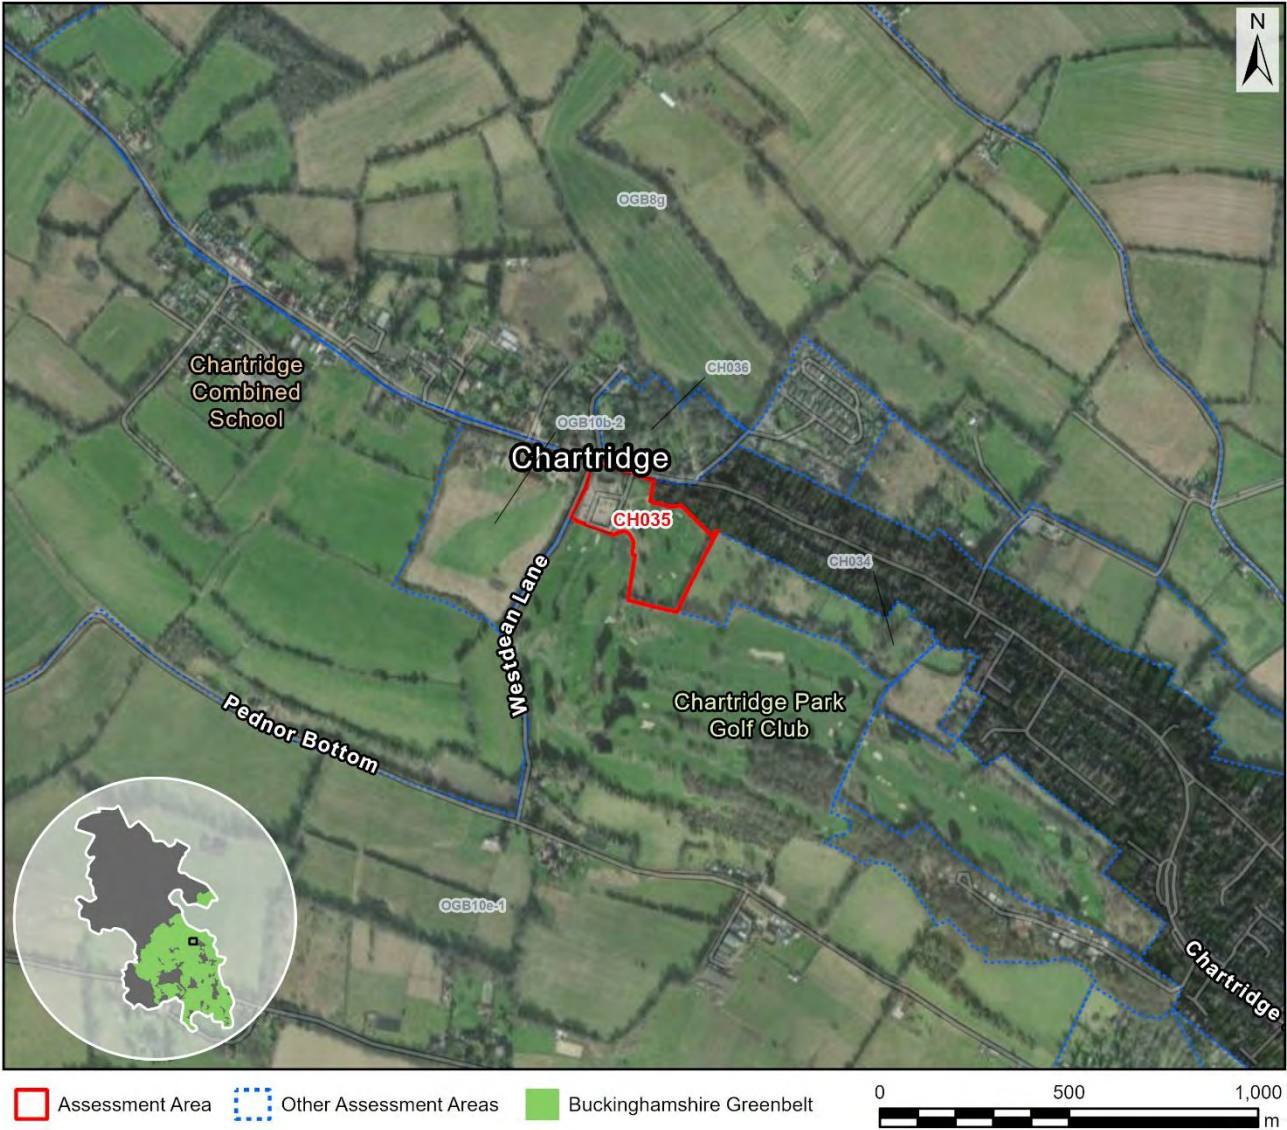 N
OGB8g
Chartridge
Combined
School
CH036
OGB10b-2
Chartridge
CH035
CH034
Westdean Lane
Chartridge Park
Golf Club
Pednor Bottom
OGB10e-1
Chartridge
Assessment Area
Other Assessment Areas
Buckinghamshire Greenbelt
0 500 1,000
m